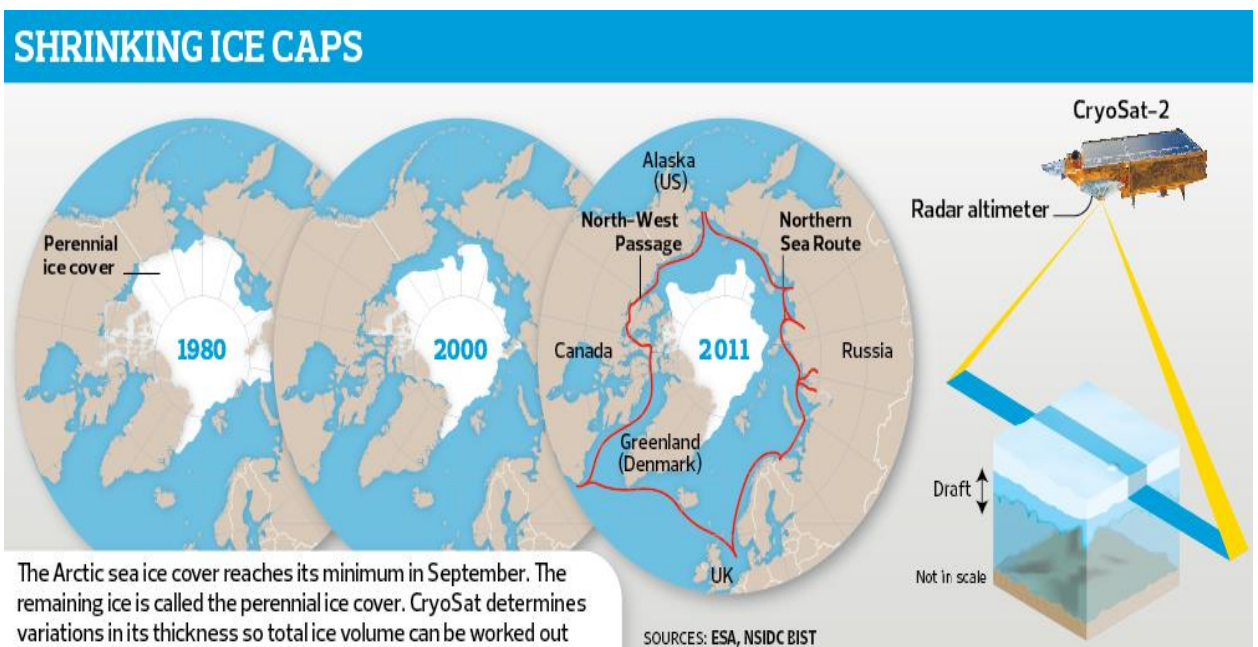 SHRINKING ICE CAPS
Perennial
ice cover
1980
2000
Alaska
(US)
North-West
Passage
Northern
Sea Route
Canada
2011
Russia
Greenland
(Denmark)
UK
CryoSat-2
Radar altimeter
Draft
Not in scale
The Arctic sea ice cover reaches its minimum in September. The
remaining ice is called the perennial ice cover. CryoSat determines
variations in its thickness so total ice volume can be worked out
SOURCES: ESA, NSIDC BIST